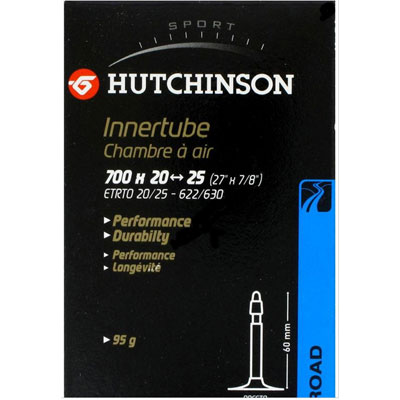 SPORT
HUTCHINSON
Innertube
Chambre à air
700 x 20↔25 (27" x 7/8")
ETRTO 20/25 - 622/630
▸ Performance
▸ Durabilty
▸ Performance
▸ Longévité
▸ 95 g
60 mm
ROAD